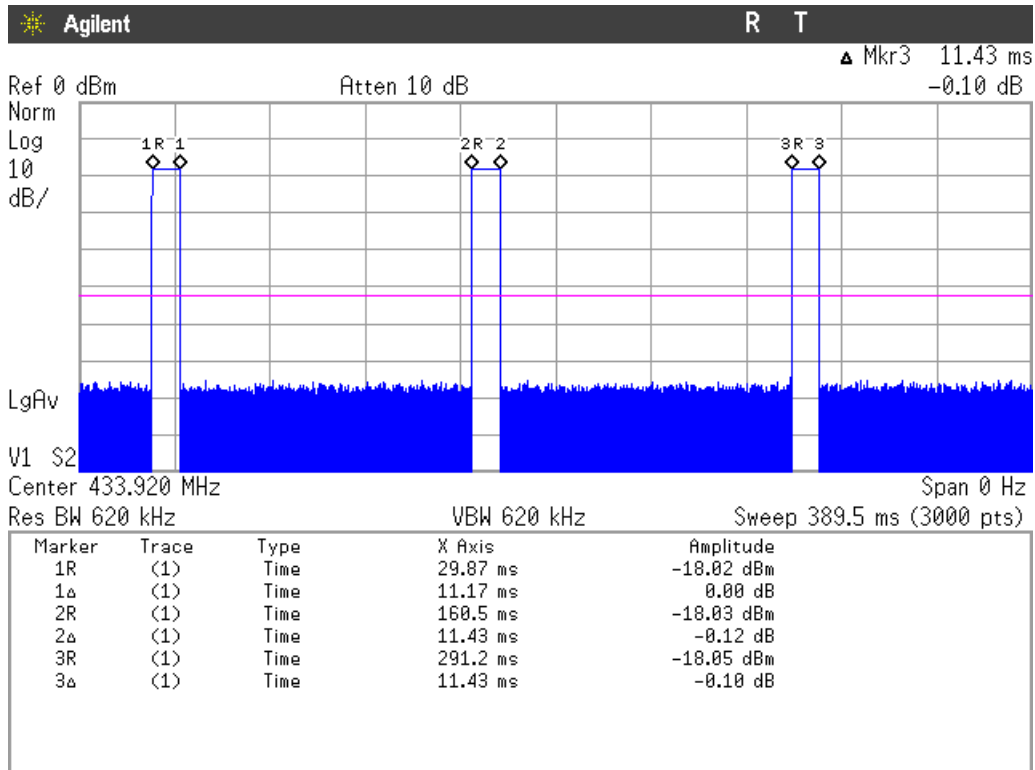 Agilent R T
Δ Mkr3 11.43 ms
Ref 0 dBm Atten 10 dB -0.10 dB
Norm
Log
10
dB/
1R 1 2R 2 3R 3
LgAv
V1 S2
Center 433.920 MHz Span 0 Hz
Res BW 620 kHz VBW 620 kHz Sweep 389.5 ms (3000 pts)
Marker Trace Type X Axis Amplitude
1R (1) Time 29.87 ms -18.02 dBm
1Δ (1) Time 11.17 ms 0.00 dB
2R (1) Time 160.5 ms -18.03 dBm
2Δ (1) Time 11.43 ms -0.12 dB
3R (1) Time 291.2 ms -18.05 dBm
3Δ (1) Time 11.43 ms -0.10 dB